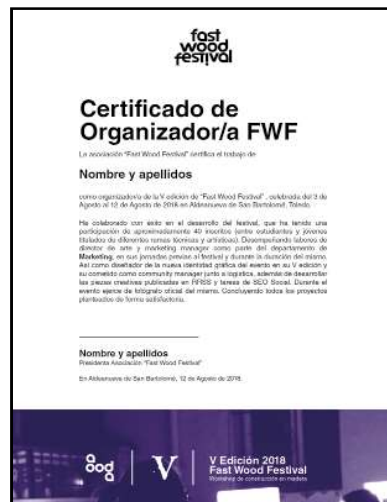 fast
wood
festival
Certificado de
Organizador/a FWF
La asociación "Fast Wood Festival" certifica el trabajo de:
Nombre y apellidos
como organizador/a de la V edición de "Fast Wood Festival", celebrada del 3 de
Agosto al 12 de Agosto de 2018 en Aldeanueva de San Bartolomé, Toledo.
Ha colaborado con éxito en el desarrollo del festival, que ha tenido una
participación de aproximadamente 40 inscritos (entre estudiantes y jóvenes
titulados de diferentes ramas técnicas y artísticas). Desempeñando labores de
director de arte y marketing manager como parte del departamento de
Marketing, en sus jornadas previas al festival y durante la duración del mismo.
Así como diseñador de la nueva identidad gráfica del evento en su V edición y
su cometido como community manager junto a logística, además de desarrollar
las piezas creativas publicadas en RRSS y tareas de SEO Social. Durante el
evento ejerce de fotógrafo oficial del mismo. Concluyendo todos los proyectos
planteados de forma satisfactoria.
Nombre y apellidos
Presidente Asociación "Fast Wood Festival"
En Aldeanueva de San Bartolomé, 12 de Agosto de 2018.
V
V Edición 2018
Fast Wood Festival
Workshop de construcción en madera